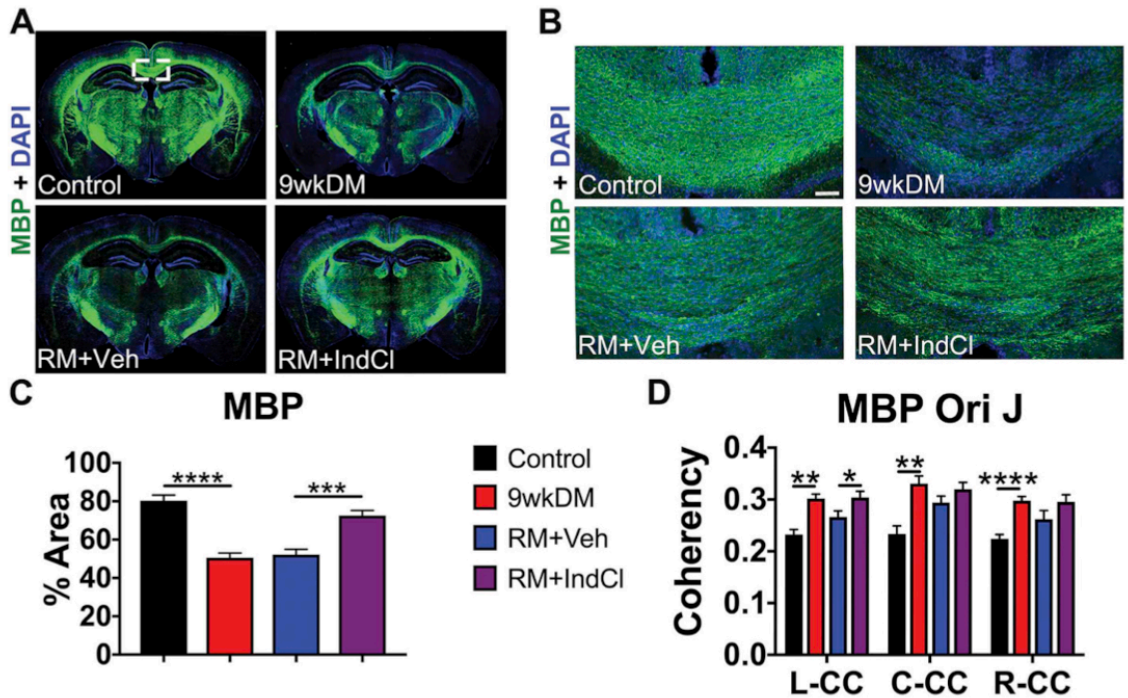 A
MBP + DAPI
Control
9wkDM
RM+Veh
RM+IndCl
B
MBP + DAPI
Control
9wkDM
RM+Veh
RM+IndCl
C
MBP
% Area
100
80
60
40
20
0
****
***
Control
9wkDM
RM+Veh
RM+IndCl
D
MBP Ori J
Coherency
0.4
0.3
0.2
0.1
0.0
**
*
**
****
L-CC C-CC R-CC